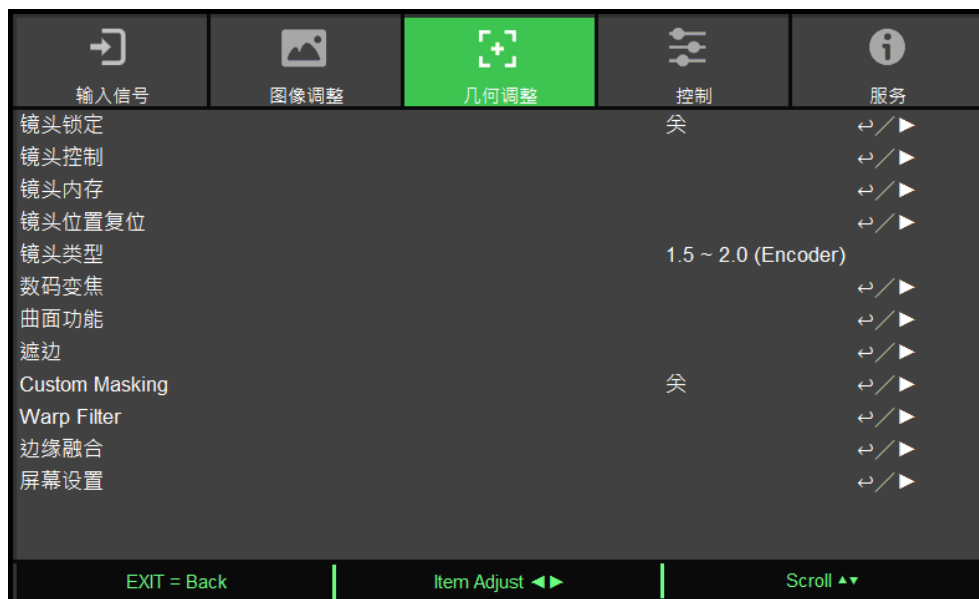 输入信号 图像调整 几何调整 控制 服务
镜头锁定 关 ↩/▶
镜头控制 ↩/▶
镜头内存 ↩/▶
镜头位置复位 ↩/▶
镜头类型 1.5 ~ 2.0 (Encoder)
数码变焦 ↩/▶
曲面功能 ↩/▶
遮边 ↩/▶
Custom Masking 关 ↩/▶
Warp Filter ↩/▶
边缘融合 ↩/▶
屏幕设置 ↩/▶
EXIT = Back Item Adjust ◀▶ Scroll ▲▼